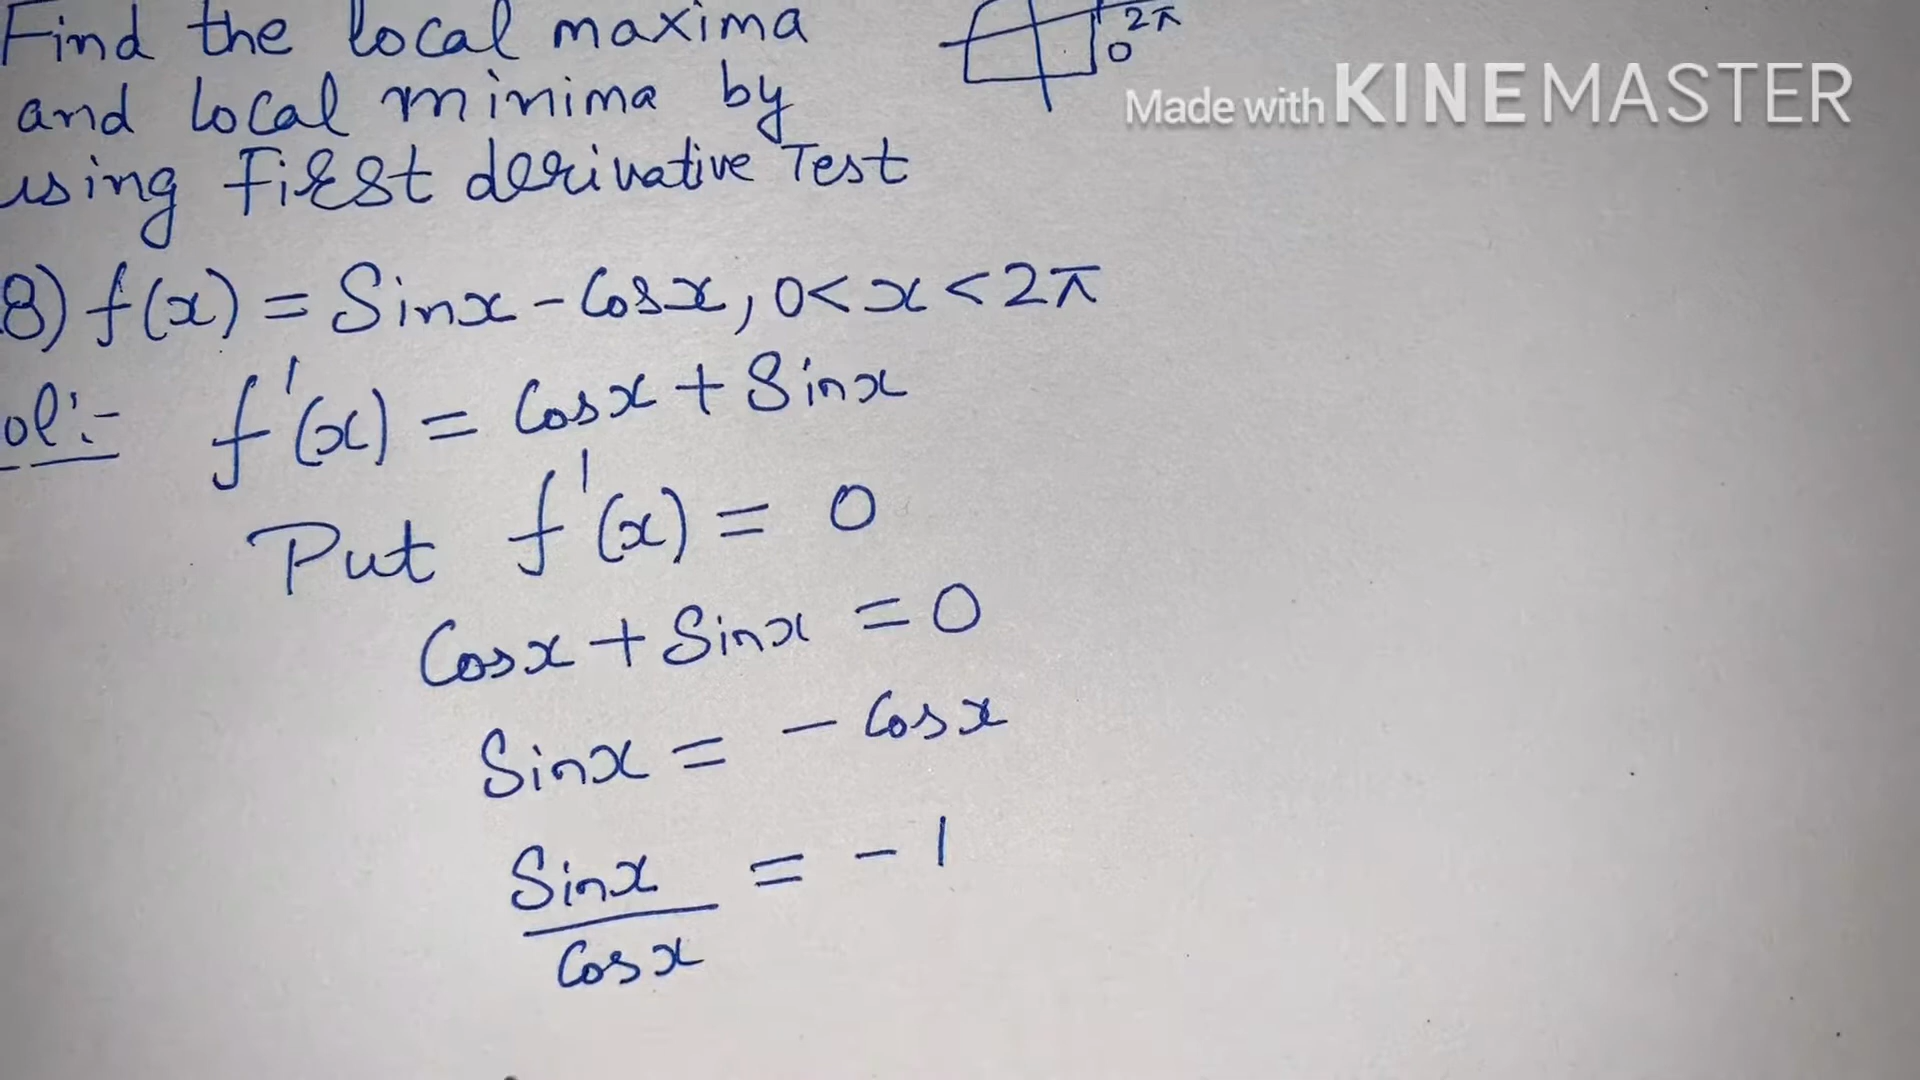 Find the local maxima
and local minima by
using First derivative Test
2π
0
Made with KINEMASTER
8) f(x) = Sinx - Cosx, 0 < x < 2π
ol:- f'(x) = Cosx + Sinx
Put f'(x) = 0
Cosx + Sinx = 0
Sinx = - Cosx
Sinx / Cosx = - 1